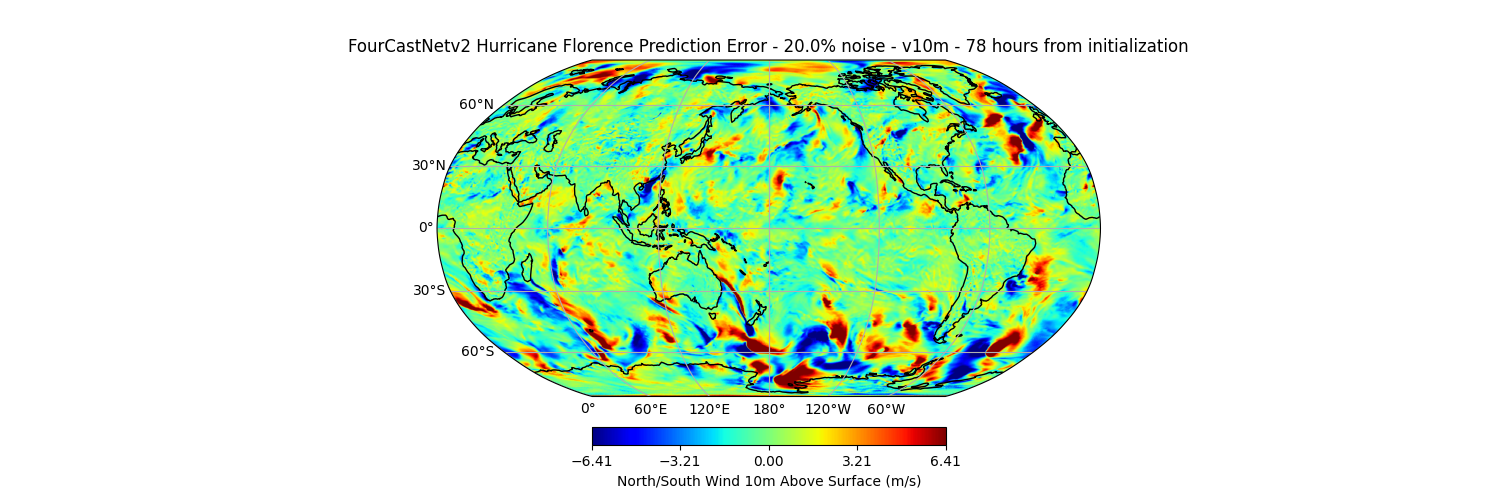 FourCastNetv2 Hurricane Florence Prediction Error - 20.0% noise - v10m - 78 hours from initialization
60°N
30°N
0°
30°S
60°S
0° 60°E 120°E 180° 120°W 60°W
−6.41 −3.21 0.00 3.21 6.41
North/South Wind 10m Above Surface (m/s)